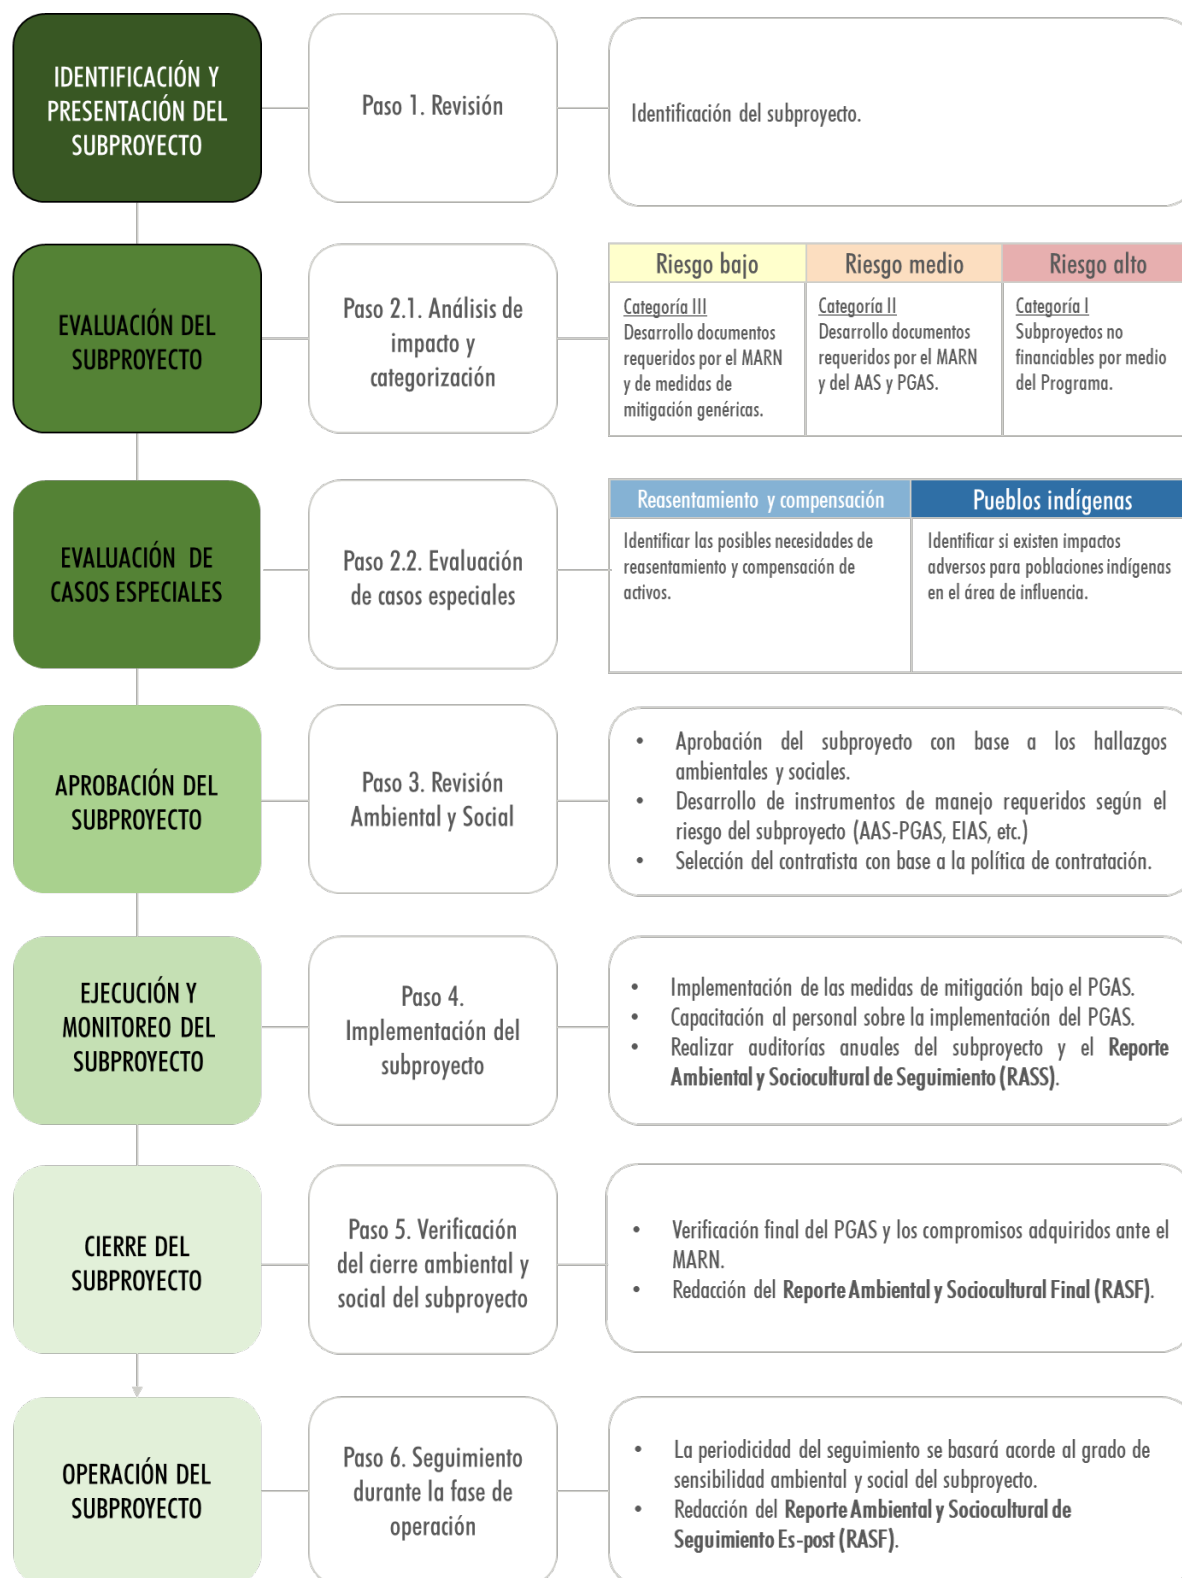 IDENTIFICACIÓN Y
PRESENTACIÓN DEL
SUBPROYECTO
Paso 1. Revisión
Identificación del subproyecto.
EVALUACIÓN DEL
SUBPROYECTO
Paso 2.1. Análisis de
impacto y
categorización
Riesgo bajo
Categoría III
Desarrollo documentos
requeridos por el MARN
y de medidas de
mitigación genéricas.
Riesgo medio
Categoría II
Desarrollo documentos
requeridos por el MARN
y del AAS y PGAS.
Riesgo alto
Categoría I
Subproyectos no
financiables por medio
del Programa.
EVALUACIÓN DE
CASOS ESPECIALES
Paso 2.2. Evaluación
de casos especiales
Reasentamiento y compensación
Identificar las posibles necesidades de
reasentamiento y compensación de
activos.
Pueblos indígenas
Identificar si existen impactos
adversos para poblaciones indígenas
en el área de influencia.
APROBACIÓN DEL
SUBPROYECTO
Paso 3. Revisión
Ambiental y Social
• Aprobación del subproyecto con base a los hallazgos
ambientales y sociales.
• Desarrollo de instrumentos de manejo requeridos según el
riesgo del subproyecto (AAS-PGAS, EIAS, etc.)
• Selección del contratista con base a la política de contratación.
EJECUCIÓN Y
MONITOREO DEL
SUBPROYECTO
Paso 4.
Implementación del
subproyecto
• Implementación de las medidas de mitigación bajo el PGAS.
• Capacitación al personal sobre la implementación del PGAS.
• Realizar auditorías anuales del subproyecto y el Reporte
Ambiental y Sociocultural de Seguimiento (RASS).
CIERRE DEL
SUBPROYECTO
Paso 5. Verificación
del cierre ambiental y
social del subproyecto
• Verificación final del PGAS y los compromisos adquiridos ante el
MARN.
• Redacción del Reporte Ambiental y Sociocultural Final (RASF).
OPERACIÓN DEL
SUBPROYECTO
Paso 6. Seguimiento
durante la fase de
operación
• La periodicidad del seguimiento se basará acorde al grado de
sensibilidad ambiental y social del subproyecto.
• Redacción del Reporte Ambiental y Sociocultural de
Seguimiento Es-post (RASF).